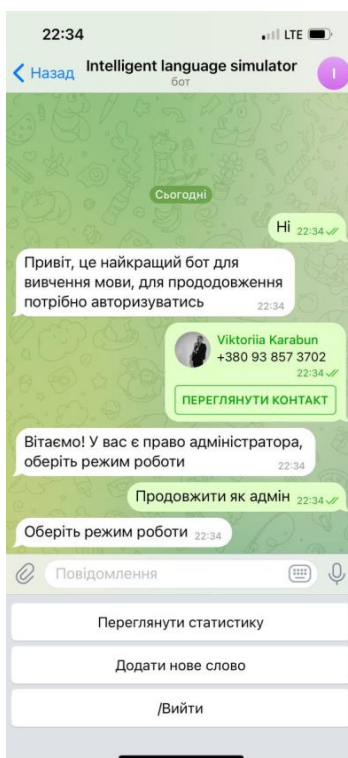 22:34
LTE
Назад
Intelligent language simulator
бот
I
Сьогодні
Ні 22:34
Привіт, це найкращий бот для
вивчення мови, для прододовження
потрібно авторизуватись 22:34
Viktoriia Karabun
+380 93 857 3702
22:34
ПЕРЕГЛЯНУТИ КОНТАКТ
Вітаємо! У вас є право адміністратора,
оберіть режим роботи 22:34
Продовжити як адмін 22:34
Оберіть режим роботи 22:34
Повідомлення
Переглянути статистику
Додати нове слово
/Вийти